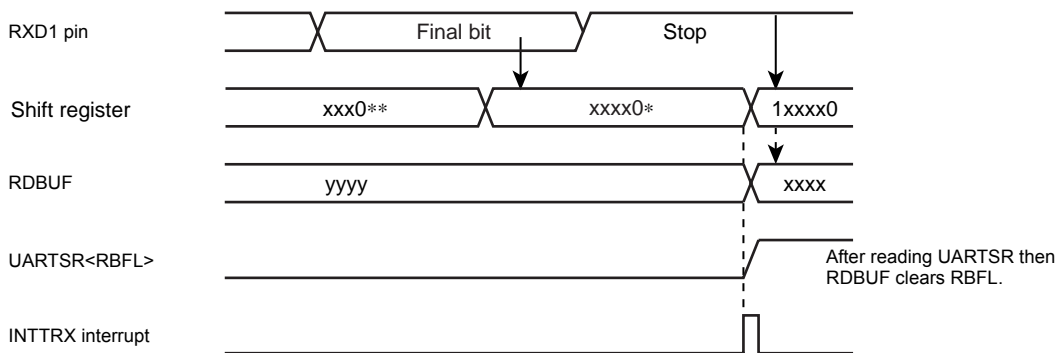 RXD1 pin
Final bit
Stop
Shift register
xxx0**
xxxx0*
1xxxx0
RDBUF
yyyy
xxxx
UARTSR<RBFL>
After reading UARTSR then
RDBUF clears RBFL.
INTTRX interrupt